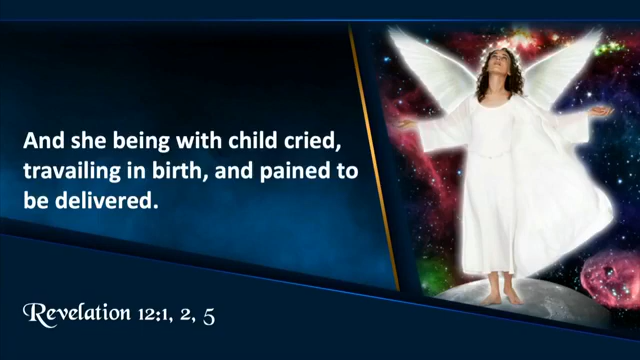 And she being with child cried,
travailing in birth, and pained to
be delivered.
Revelation 12:1, 2, 5